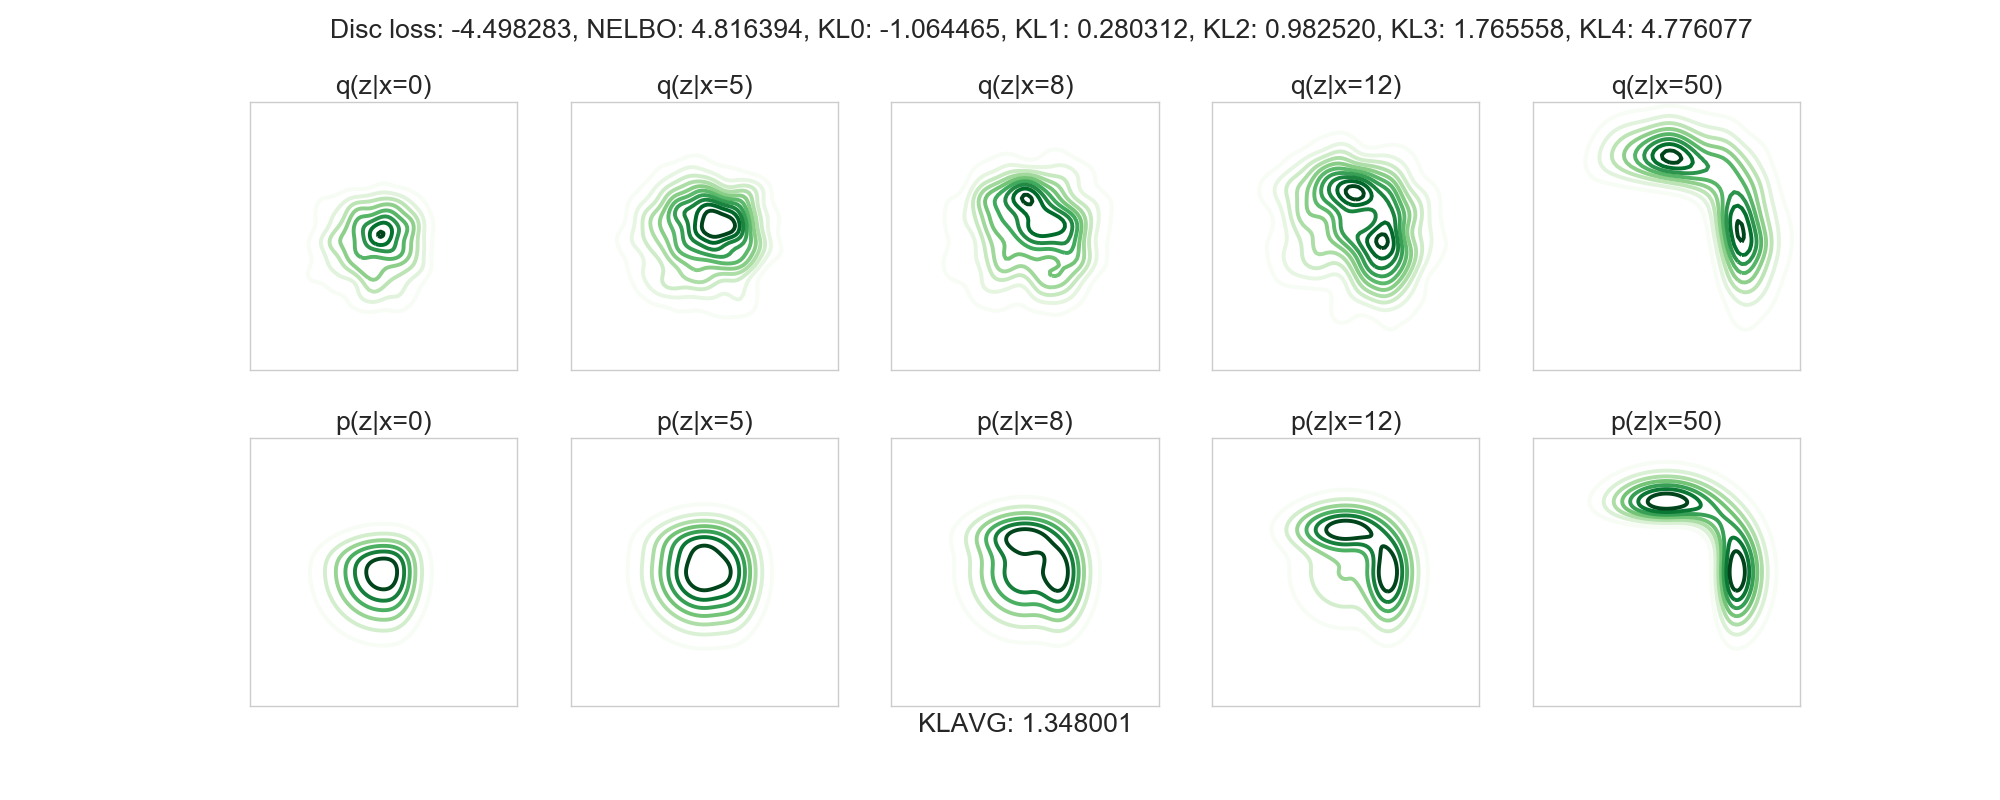 Disc loss: -4.498283, NELBO: 4.816394, KL0: -1.064465, KL1: 0.280312, KL2: 0.982520, KL3: 1.765558, KL4: 4.776077
q(z|x=0) q(z|x=5) q(z|x=8) q(z|x=12) q(z|x=50)
p(z|x=0) p(z|x=5) p(z|x=8) p(z|x=12) p(z|x=50)
KLAVG: 1.348001